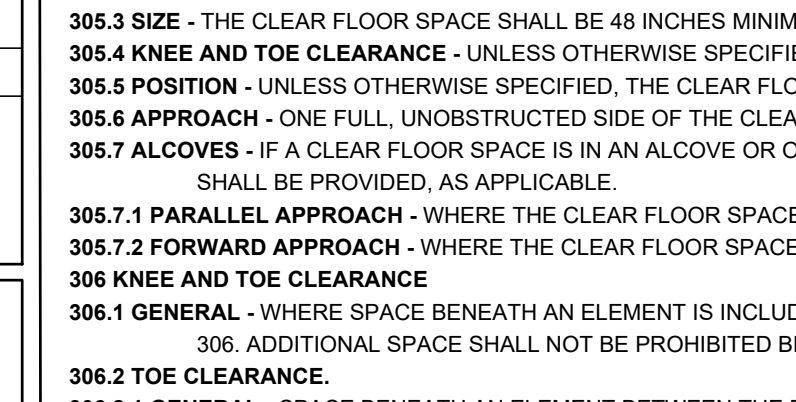 305.3 SIZE - THE CLEAR FLOOR SPACE SHALL BE 48 INCHES
305.4 KNEE AND TOE CLEARANCE - UNLESS OTHERWISE
305.5 POSITION - UNLESS OTHERWISE SPECIFIED, THE CLEAR
305.6 APPROACH - ONE FULL, UNOBSTRUCTED SIDE OF THE
305.7 ALCOVES - IF A CLEAR FLOOR SPACE IS IN AN ALCOVE OR
SHALL BE PROVIDED, AS APPLICABLE.
305.7.1 PARALLEL APPROACH - WHERE THE CLEAR FLOOR SPACE
305.7.2 FORWARD APPROACH - WHERE THE CLEAR FLOOR SPACE
306 KNEE AND TOE CLEARANCE
306.1 GENERAL - WHERE SPACE BENEATH AN ELEMENT IS
306. ADDITIONAL SPACE SHALL NOT BE PROHIBITED
306.2 TOE CLEARANCE.